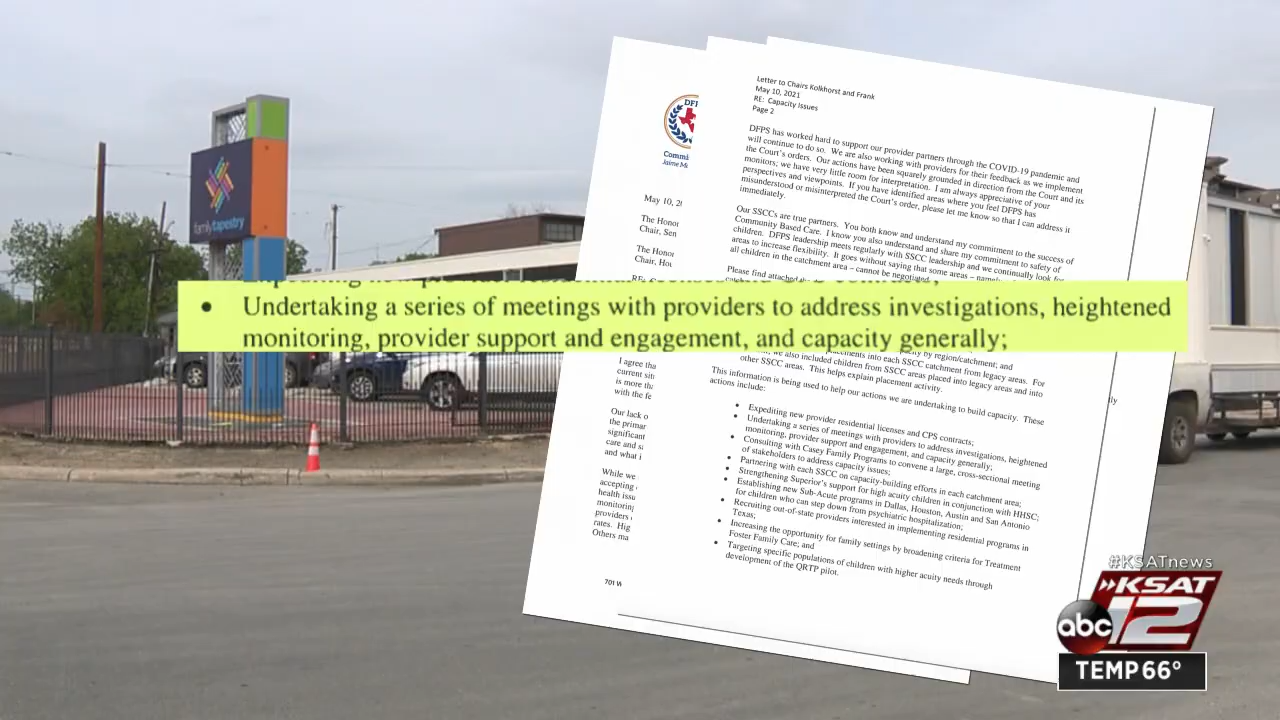 familytapestry
Letter to Chairs Kolkhorst and Frank
May 10, 2021
RE: Capacity Issues
Page 2
DFPS has worked hard to support our provider partners through the COVID-19 pandemic and
will continue to do so. We are also working with providers for their feedback as we implement
the Court's orders. Our actions have been squarely grounded in direction from the Court and its
monitors; we have very little room for interpretation. I am always appreciative of your
perspectives and viewpoints. If you have identified areas where you feel DFPS has
misunderstood or misinterpreted the Court's order, please let me know so that I can address it
immediately.
Our SSCCs are true partners. You both know and understand my commitment to the success of
Community Based Care. I know you also understand and share my commitment to safety of
children. DFPS leadership meets regularly with SSCC leadership and we continually look for
areas to increase flexibility. It goes without saying that some areas –
all children in the catchment area – cannot be negotiated.
Please find attached
• Undertaking a series of meetings with providers to address investigations, heightened
monitoring, provider support and engagement, and capacity generally;
by region/catchment; and
into each SSCC catchment from legacy areas. For
we also included children from SSCC areas placed into legacy areas and into
other SSCC areas. This helps explain placement activity.
This information is being used to help our actions we are undertaking to build capacity. These
actions include:
• Expediting new provider residential licenses and CPS contracts;
• Undertaking a series of meetings with providers to address investigations, heightened
monitoring, provider support and engagement, and capacity generally;
• Consulting with Casey Family Programs to convene a large, cross-sectional meeting
of stakeholders to address capacity issues;
• Partnering with each SSCC on capacity-building efforts in each catchment area;
• Strengthening Superior's support for high acuity children in conjunction with HHSC;
• Establishing new Sub-Acute programs in Dallas, Houston, Austin and San Antonio
for children who can step down from psychiatric hospitalization;
• Recruiting out-of-state providers interested in implementing residential programs in
Texas;
• Increasing the opportunity for family settings by broadening criteria for Treatment
Foster Family Care; and
• Targeting specific populations of children with higher acuity needs through
development of the QRTP pilot.
May 10, 2
The Honor
Chair, Sen
The Honor
Chair, Hou
I agree tha
current sit
is more th
with the fe
Our lack o
the primar
significant
care and s
and what i
While we
accepting
health issu
monitoring
providers
rates. Hig
Others ma
701 W
#KSATnews
KSAT
abc 12
TEMP 66°